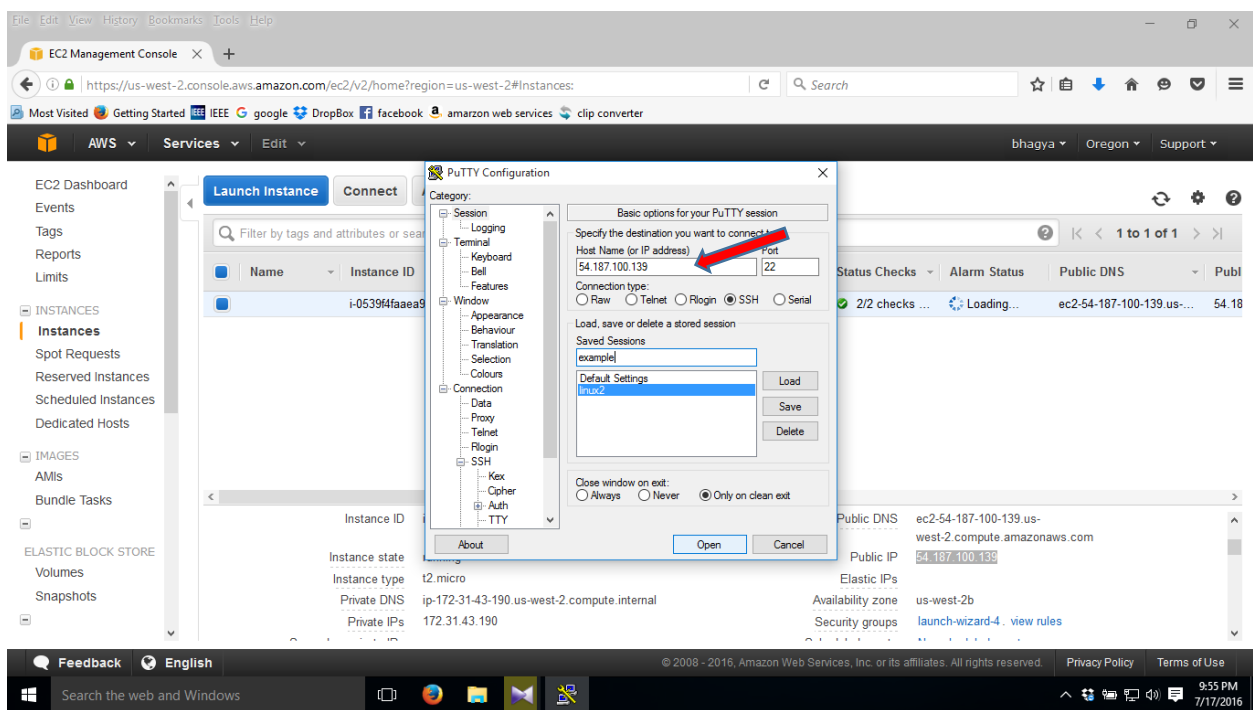 File Edit View History Bookmarks Tools Help
EC2 Management Console
https://us-west-2.console.aws.amazon.com/ec2/v2/home?region=us-west-2#Instances:
Search
Most Visited Getting Started IEEE IEEE G google DropBox facebook amarzon web services clip converter
AWS Services Edit bhagya Oregon Support
EC2 Dashboard
Events
Tags
Reports
Limits
INSTANCES
Instances
Spot Requests
Reserved Instances
Scheduled Instances
Dedicated Hosts
IMAGES
AMIs
Bundle Tasks
ELASTIC BLOCK STORE
Volumes
Snapshots
Launch Instance Connect
Filter by tags and attributes or
1 to 1 of 1
Name Instance ID Status Checks Alarm Status Public DNS
i-0539f4faaea9 2/2 checks ... Loading... ec2-54-187-100-139.us-... 54.18
PuTTY Configuration
Category:
Session
Logging
Terminal
Keyboard
Bell
Features
Window
Appearance
Behaviour
Translation
Selection
Colours
Connection
Data
Proxy
Telnet
Rlogin
SSH
Kex
Cipher
Auth
TTY
Basic options for your PuTTY session
Specify the destination you want to connect
Host Name (or IP address) Port
54.187.100.139 22
Connection type:
Raw Telnet Rlogin SSH Serial
Load, save or delete a stored session
Saved Sessions
example
Default Settings
linux2
Load
Save
Delete
Close window on exit:
Always Never Only on clean exit
About Open Cancel
Instance ID
Instance state running
Instance type t2.micro
Private DNS ip-172-31-43-190.us-west-2.compute.internal
Private IPs 172.31.43.190
Public DNS ec2-54-187-100-139.us-
west-2.compute.amazonaws.com
Public IP 54.187.100.139
Elastic IPs
Availability zone us-west-2b
Security groups launch-wizard-4 . view rules
Feedback English
© 2008 - 2016, Amazon Web Services, Inc. or its affiliates. All rights reserved. Privacy Policy Terms of Use
Search the web and Windows
9:55 PM
7/17/2016